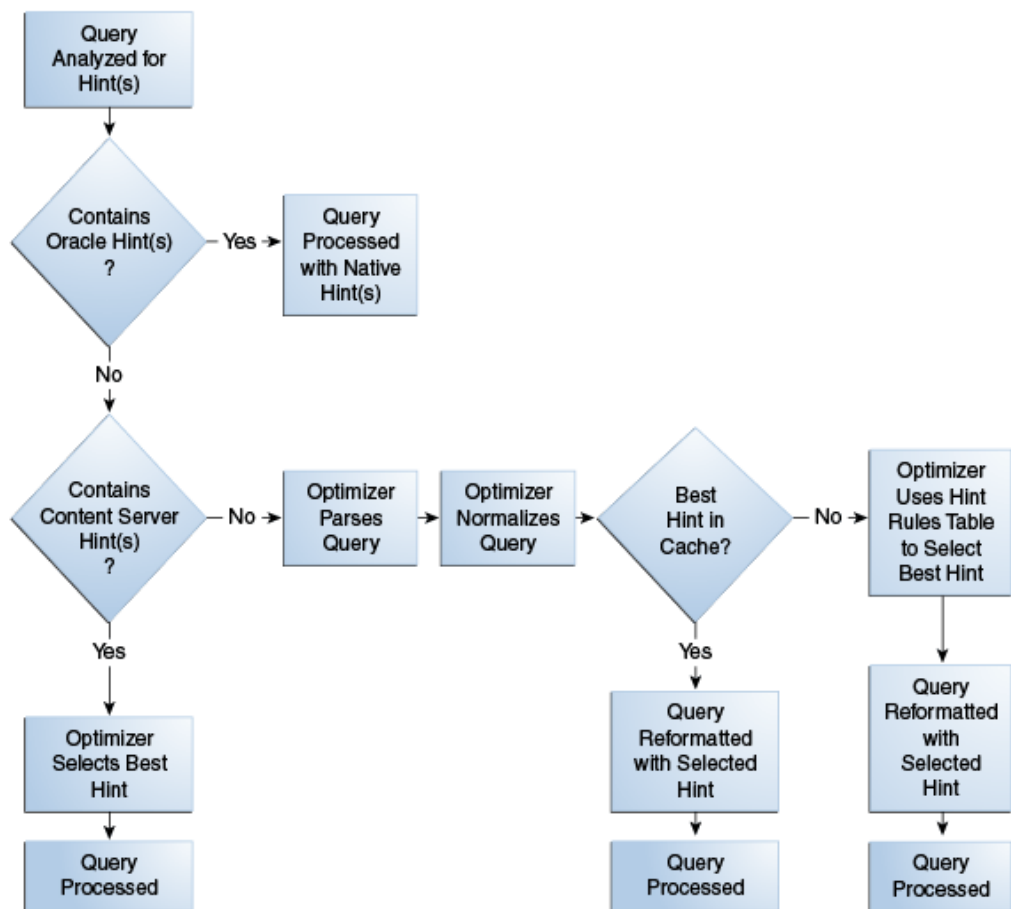 Query
Analyzed for
Hint(s)
Contains
Oracle Hint(s)
?
Yes
Query
Processed
with Native
Hint(s)
No
Contains
Content Server
Hint(s)
?
No
Optimizer
Parses
Query
Optimizer
Normalizes
Query
Best
Hint in
Cache?
No
Optimizer
Uses Hint
Rules Table
to Select
Best Hint
Yes
Optimizer
Selects Best
Hint
Query
Processed
Yes
Query
Reformatted
with Selected
Hint
Query
Processed
Query
Reformatted
with
Selected
Hint
Query
Processed